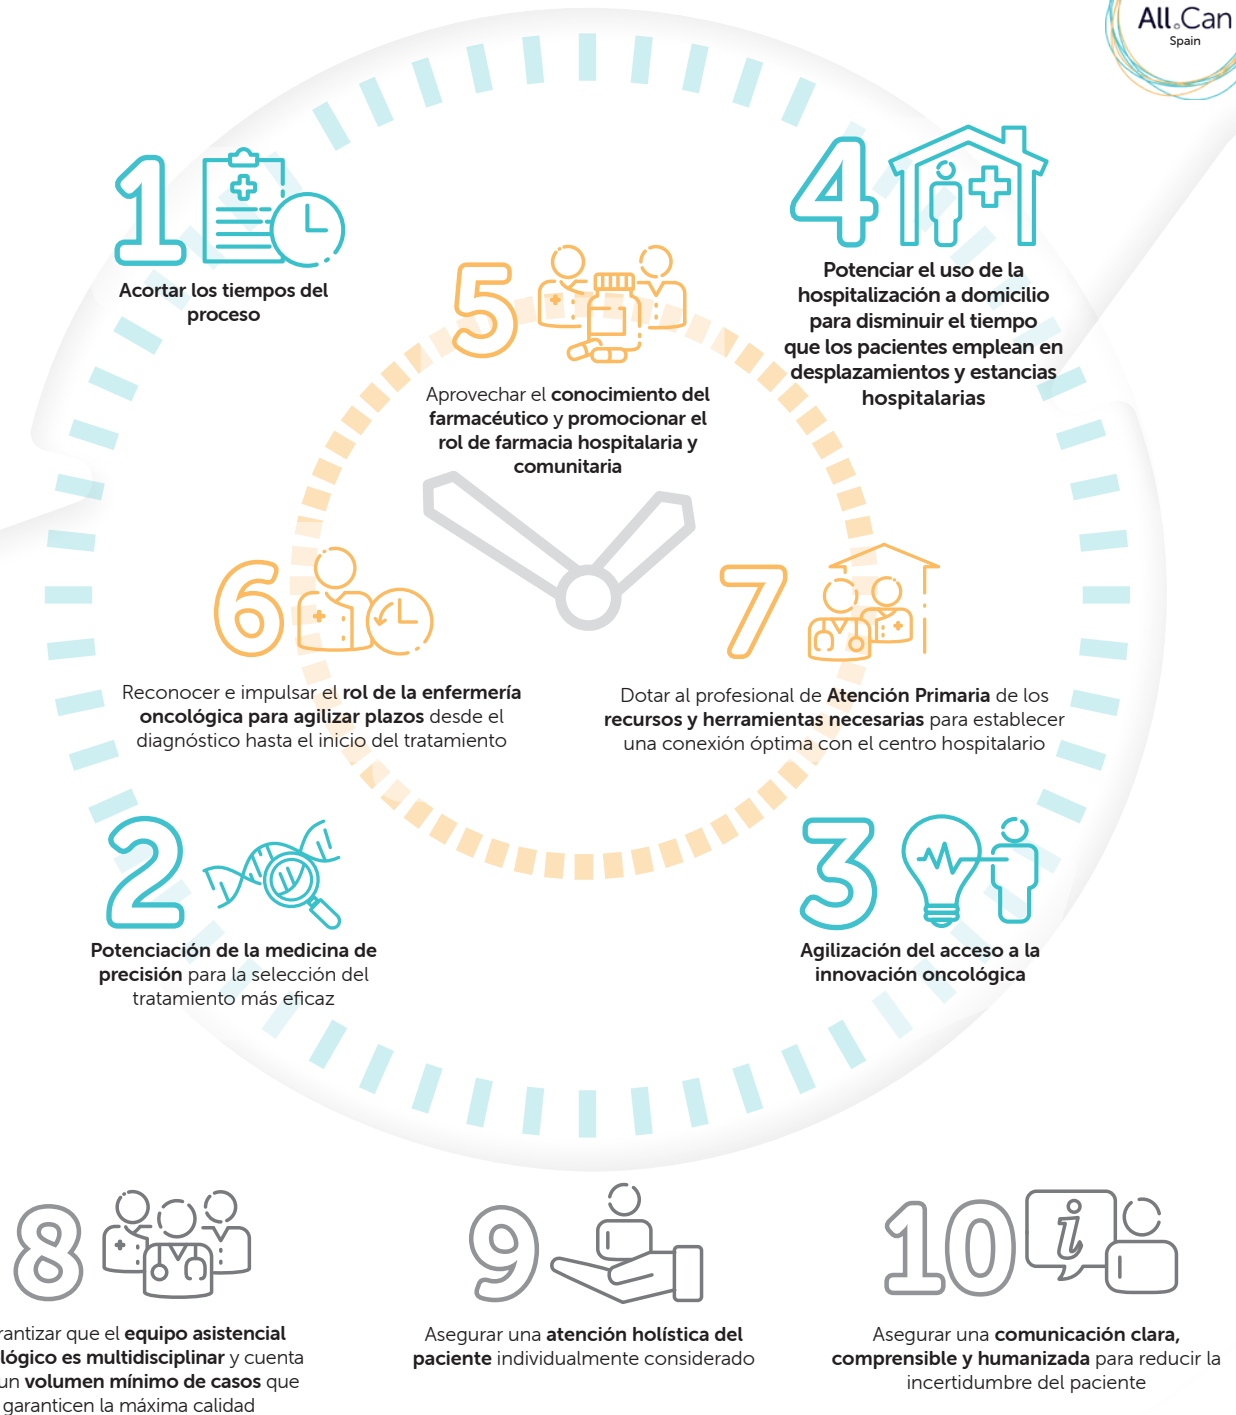 All.Can
Spain
1
Acortar los tiempos del
proceso
4
Potenciar el uso de la
hospitalización a domicilio
para disminuir el tiempo
que los pacientes emplean en
desplazamientos y estancias
hospitalarias
5
Aprovechar el conocimiento del
farmacéutico y promocionar el
rol de farmacia hospitalaria y
comunitaria
6
Reconocer e impulsar el rol de la enfermería
oncológica para agilizar plazos desde el
diagnóstico hasta el inicio del tratamiento
7
Dotar al profesional de Atención Primaria de los
recursos y herramientas necesarias para establecer
una conexión óptima con el centro hospitalario
2
Potenciación de la medicina de
precisión para la selección del
tratamiento más eficaz
3
Agilización del acceso a la
innovación oncológica
8
rantizar que el equipo asistencial
lógico es multidisciplinar y cuenta
un volumen mínimo de casos que
garanticen la máxima calidad
9
Asegurar una atención holística del
paciente individualmente considerado
10
i
Asegurar una comunicación clara,
comprensible y humanizada para reducir la
incertidumbre del paciente